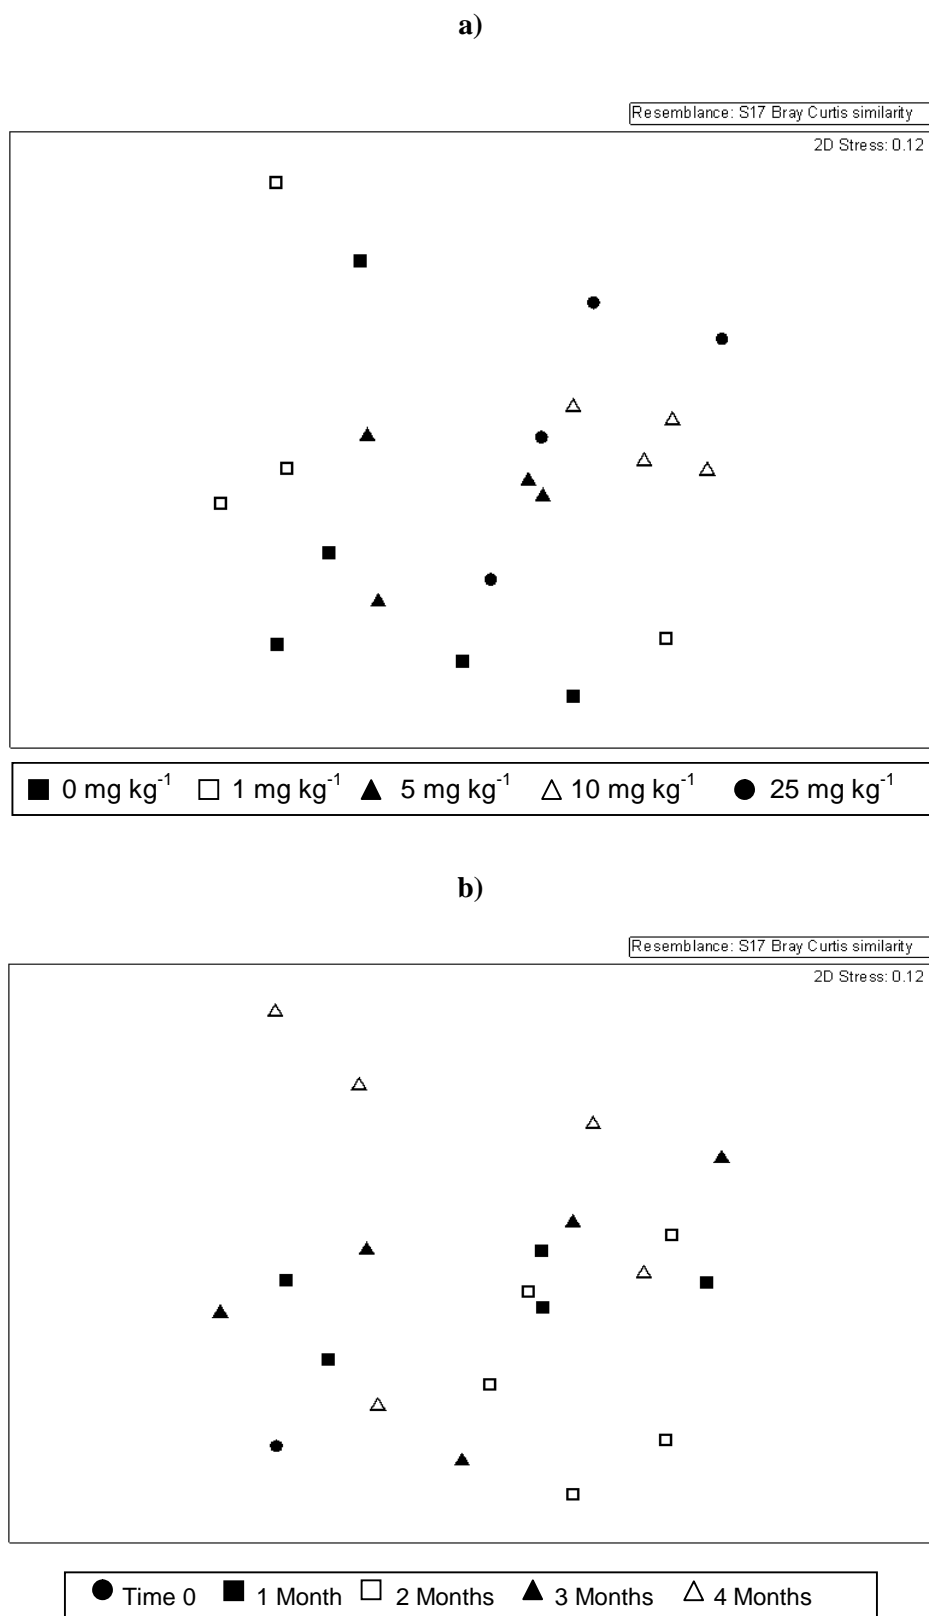 a)
Resemblance: S17 Bray Curtis similarity
2D Stress: 0.12
0 mg kg-1 1 mg kg-1 5 mg kg-1 10 mg kg-1 25 mg kg-1
b)
Resemblance: S17 Bray Curtis similarity
2D Stress: 0.12
Time 0 1 Month 2 Months 3 Months 4 Months